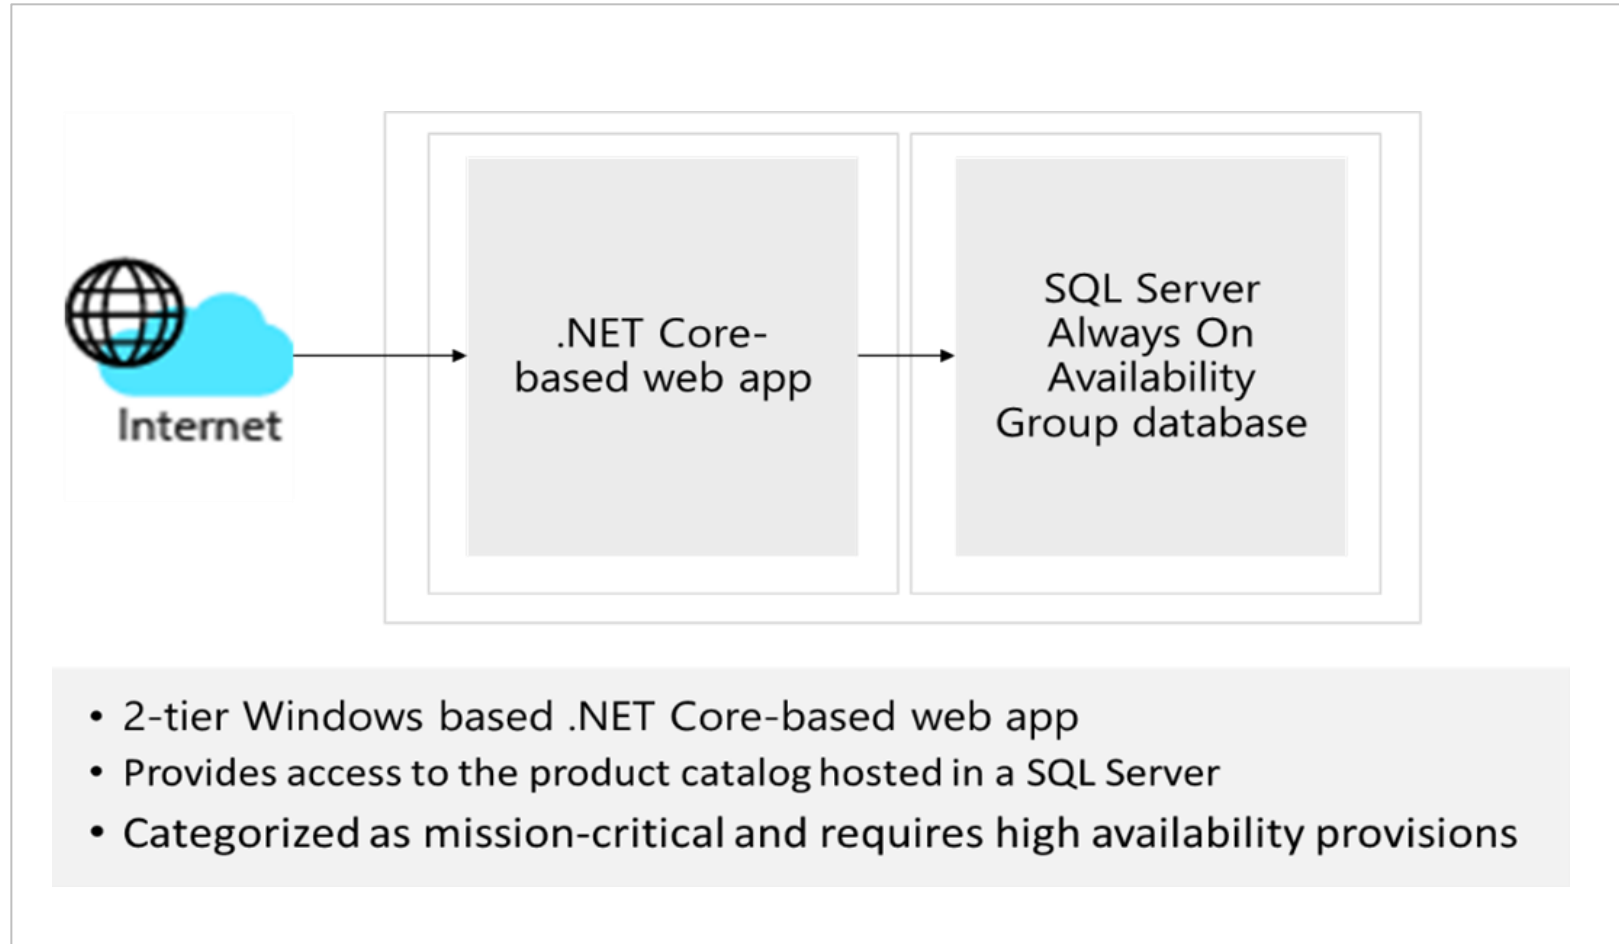 Internet
.NET Core-
based web app
SQL Server
Always On
Availability
Group database
• 2-tier Windows based .NET Core-based web app
• Provides access to the product catalog hosted in a SQL Server
• Categorized as mission-critical and requires high availability provisions